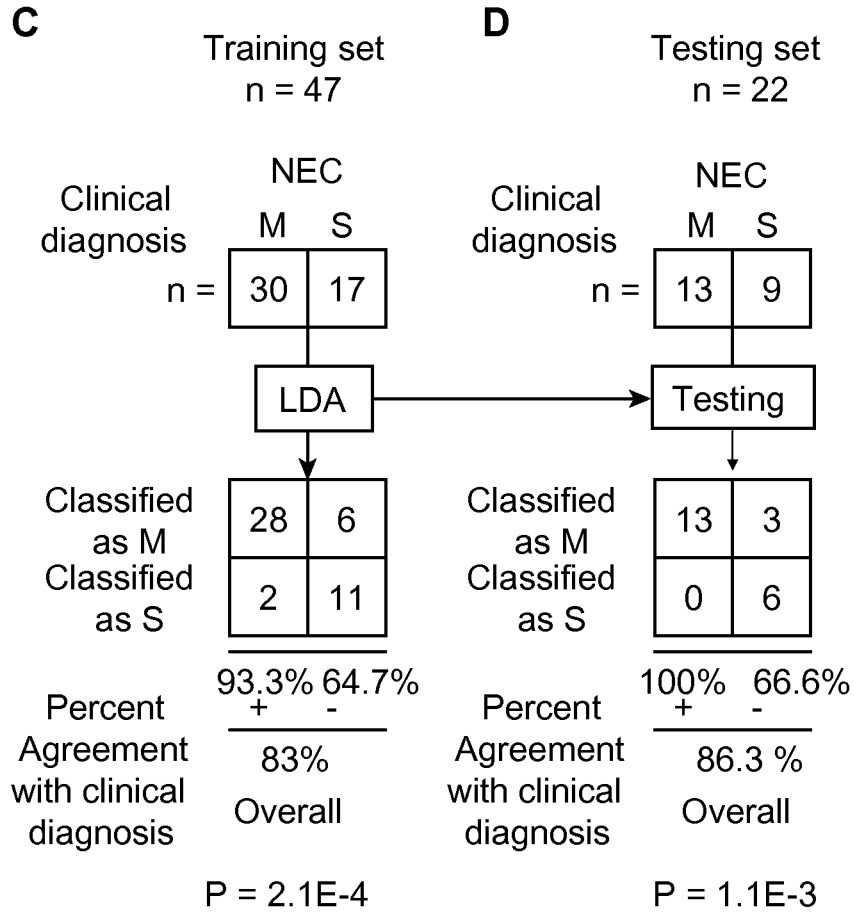 C
Training set
n = 47
NEC
Clinical
diagnosis
M S
n = 30 17
LDA
Classified
as M
28 6
Classified
as S
2 11
93.3% 64.7%
+ -
Percent
Agreement
with clinical
diagnosis
83%
Overall
P = 2.1E-4
D
Testing set
n = 22
NEC
Clinical
diagnosis
M S
n = 13 9
Testing
Classified
as M
13 3
Classified
as S
0 6
100% 66.6%
+ -
Percent
Agreement
with clinical
diagnosis
86.3 %
Overall
P = 1.1E-3